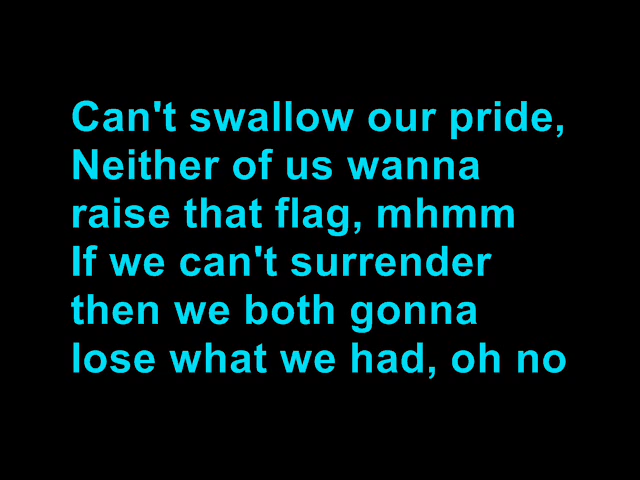 Can't swallow our pride,
Neither of us wanna
raise that flag, mhmm
If we can't surrender
then we both gonna
lose what we had, oh no